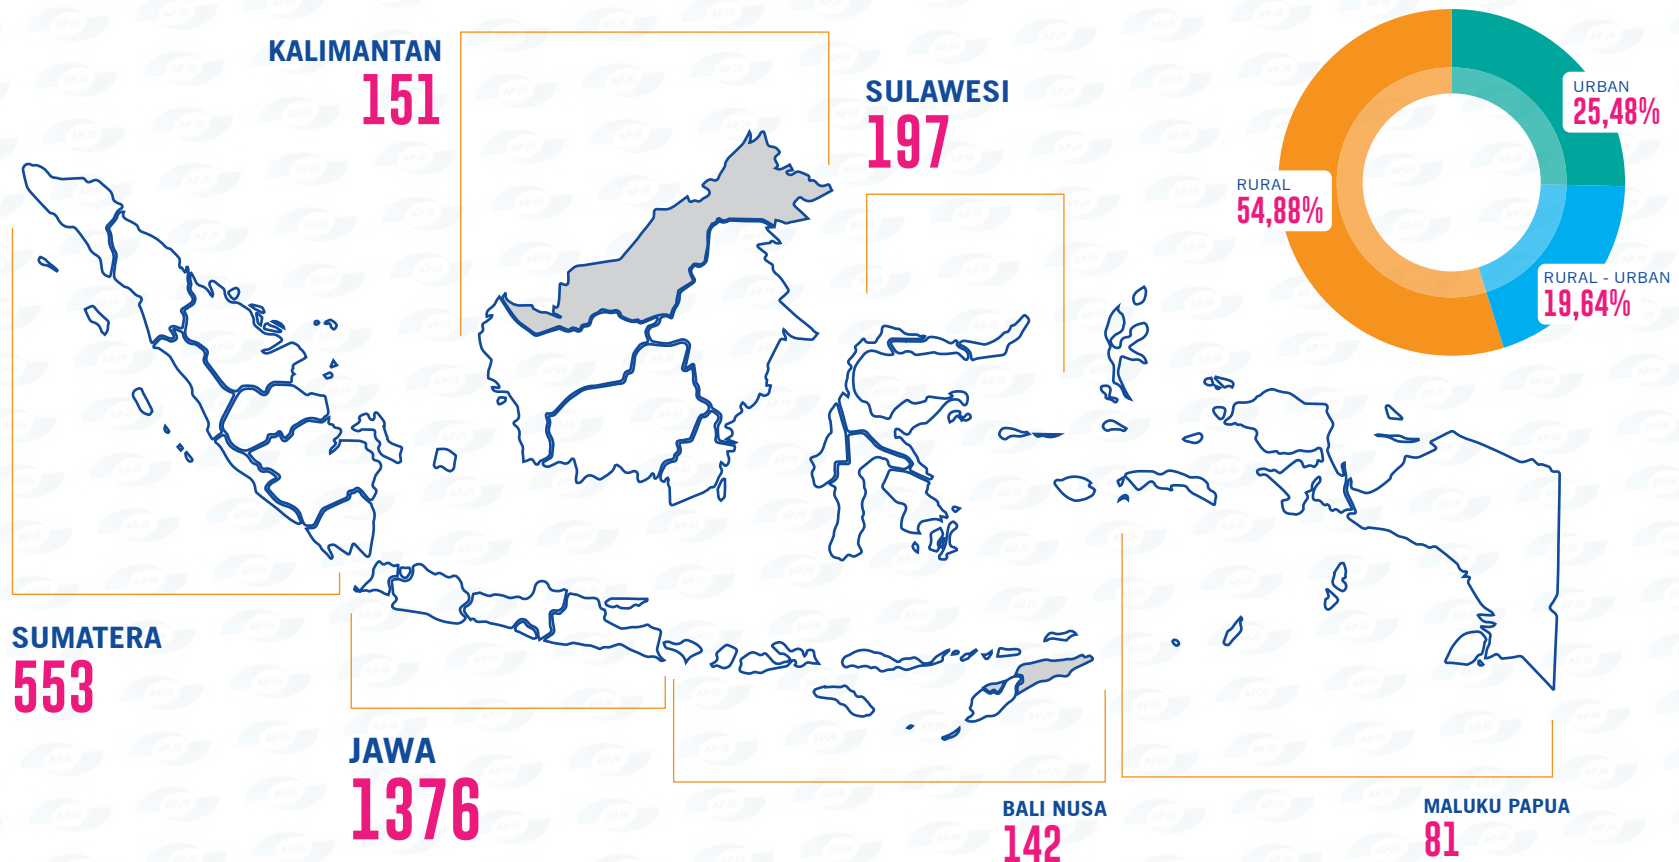 KALIMANTAN
151
SULAWESI
197
URBAN
25,48%
RURAL
54,88%
RURAL - URBAN
19,64%
SUMATERA
553
JAWA
1376
BALI NUSA
142
MALUKU PAPUA
81